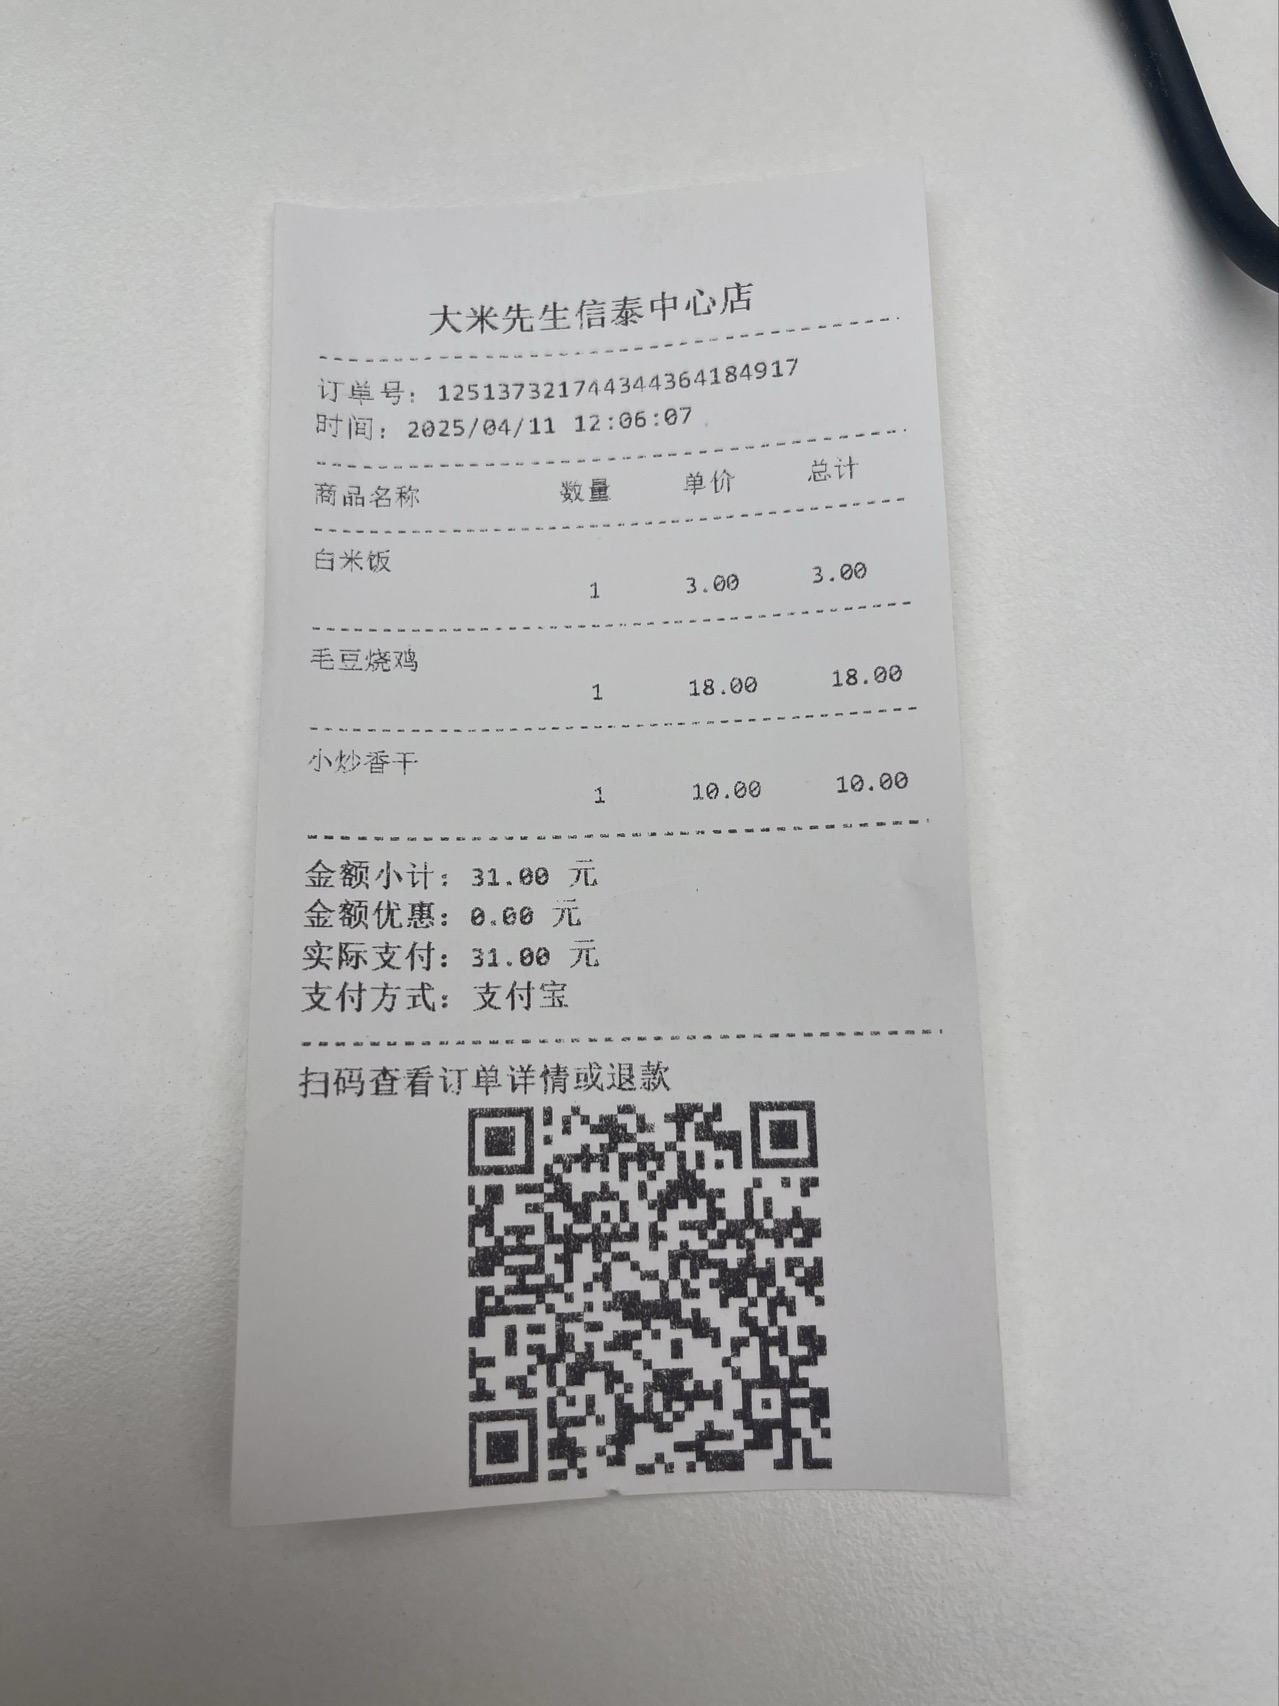 大米先生信泰中心店
订单号：125137321744344364184917
时间：2025/04/11 12:06:07
商品名称 数量 单价 总计
白米饭
1 3.00 3.00
毛豆烧鸡
1 18.00 18.00
小炒香干
1 10.00 10.00
金额小计：31.00 元
金额优惠：0.00 元
实际支付：31.00 元
支付方式：支付宝
扫码查看订单详情或退款